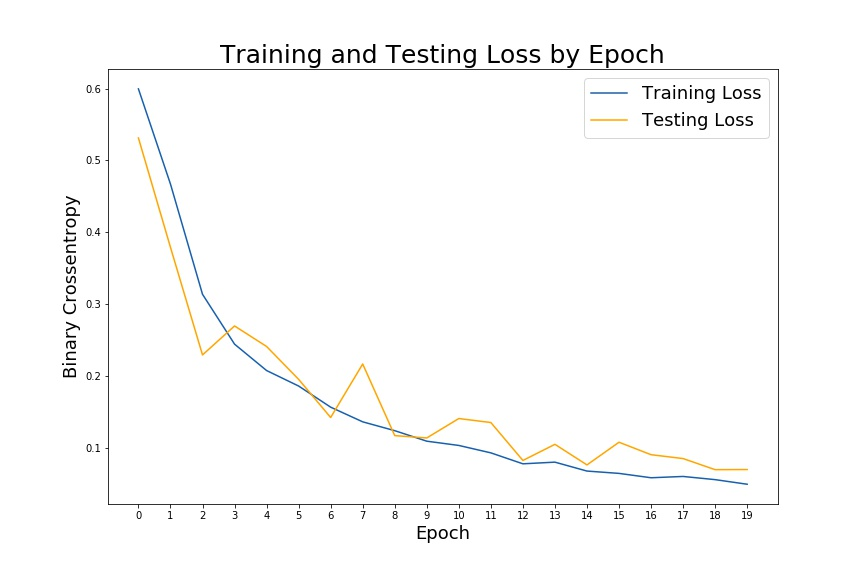 Training and Testing Loss by Epoch
Training Loss
Testing Loss
0.6
0.5
0.4
0.3
0.2
0.1
Binary Crossentropy
0 1 2 3 4 5 6 7 8 9 10 11 12 13 14 15 16 17 18 19
Epoch